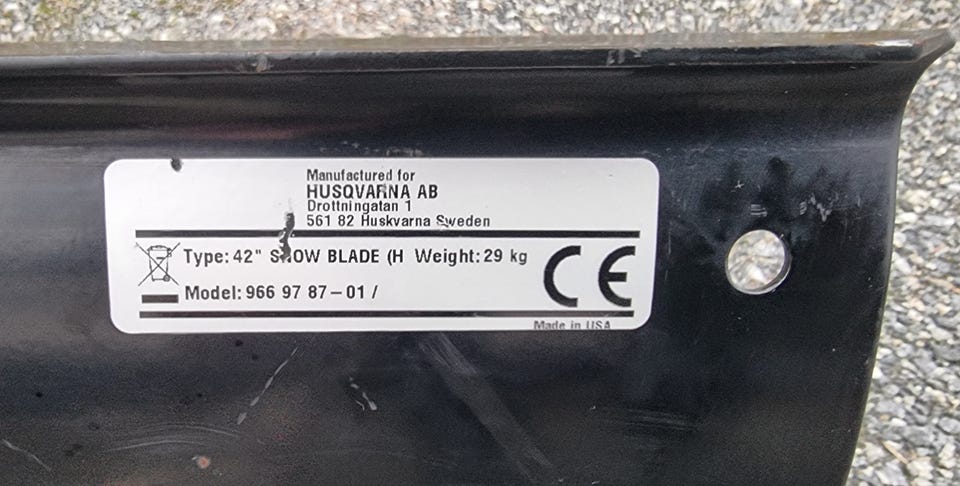 Manufactured for
HUSQVARNA AB
Drottningatan 1
561 82 Huskvarna Sweden
Type: 42" SNOW BLADE (H Weight: 29 kg
Model: 966 97 87-01 /
CE
Made in USA